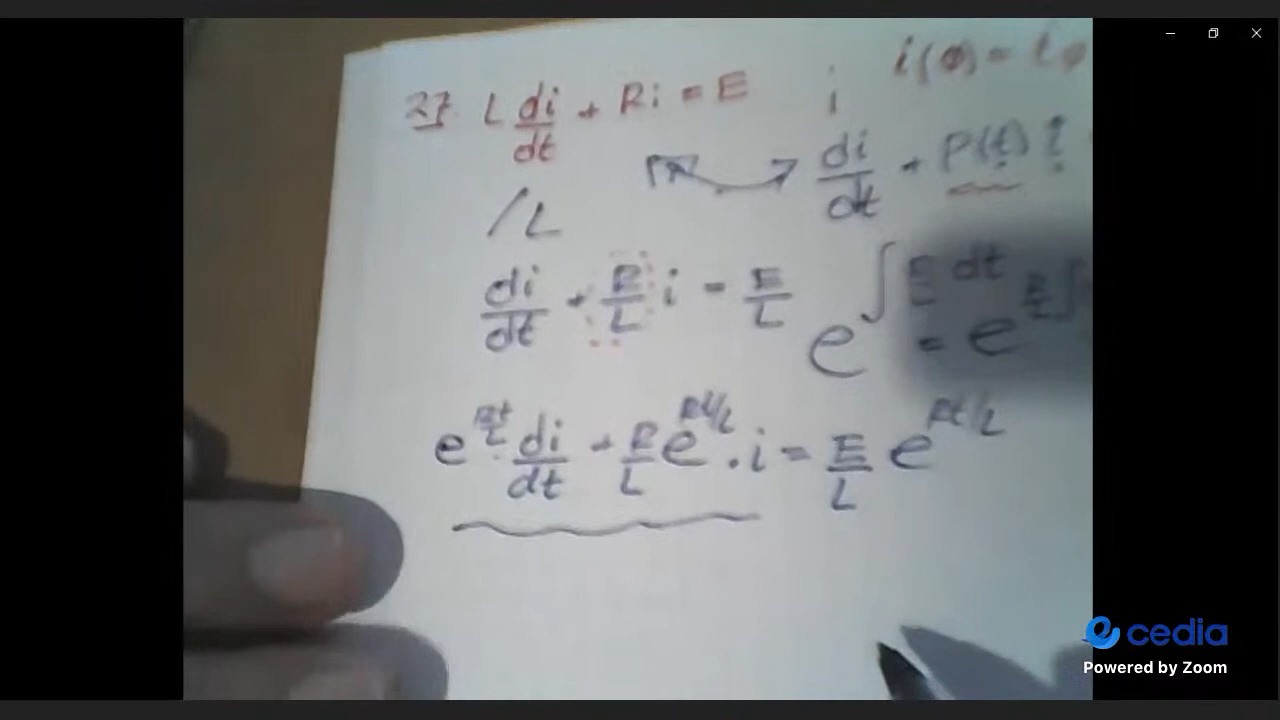 27. L di/dt + Ri = E i i(0) = i0
di/dt + P(t) i
/L
di/dt + R/L i = E/L e^∫ R/L dt = e^R/L ∫
e^Rt/L di/dt + R/L e^Rt/L . i = E/L e^Rt/L
cedia
Powered by Zoom